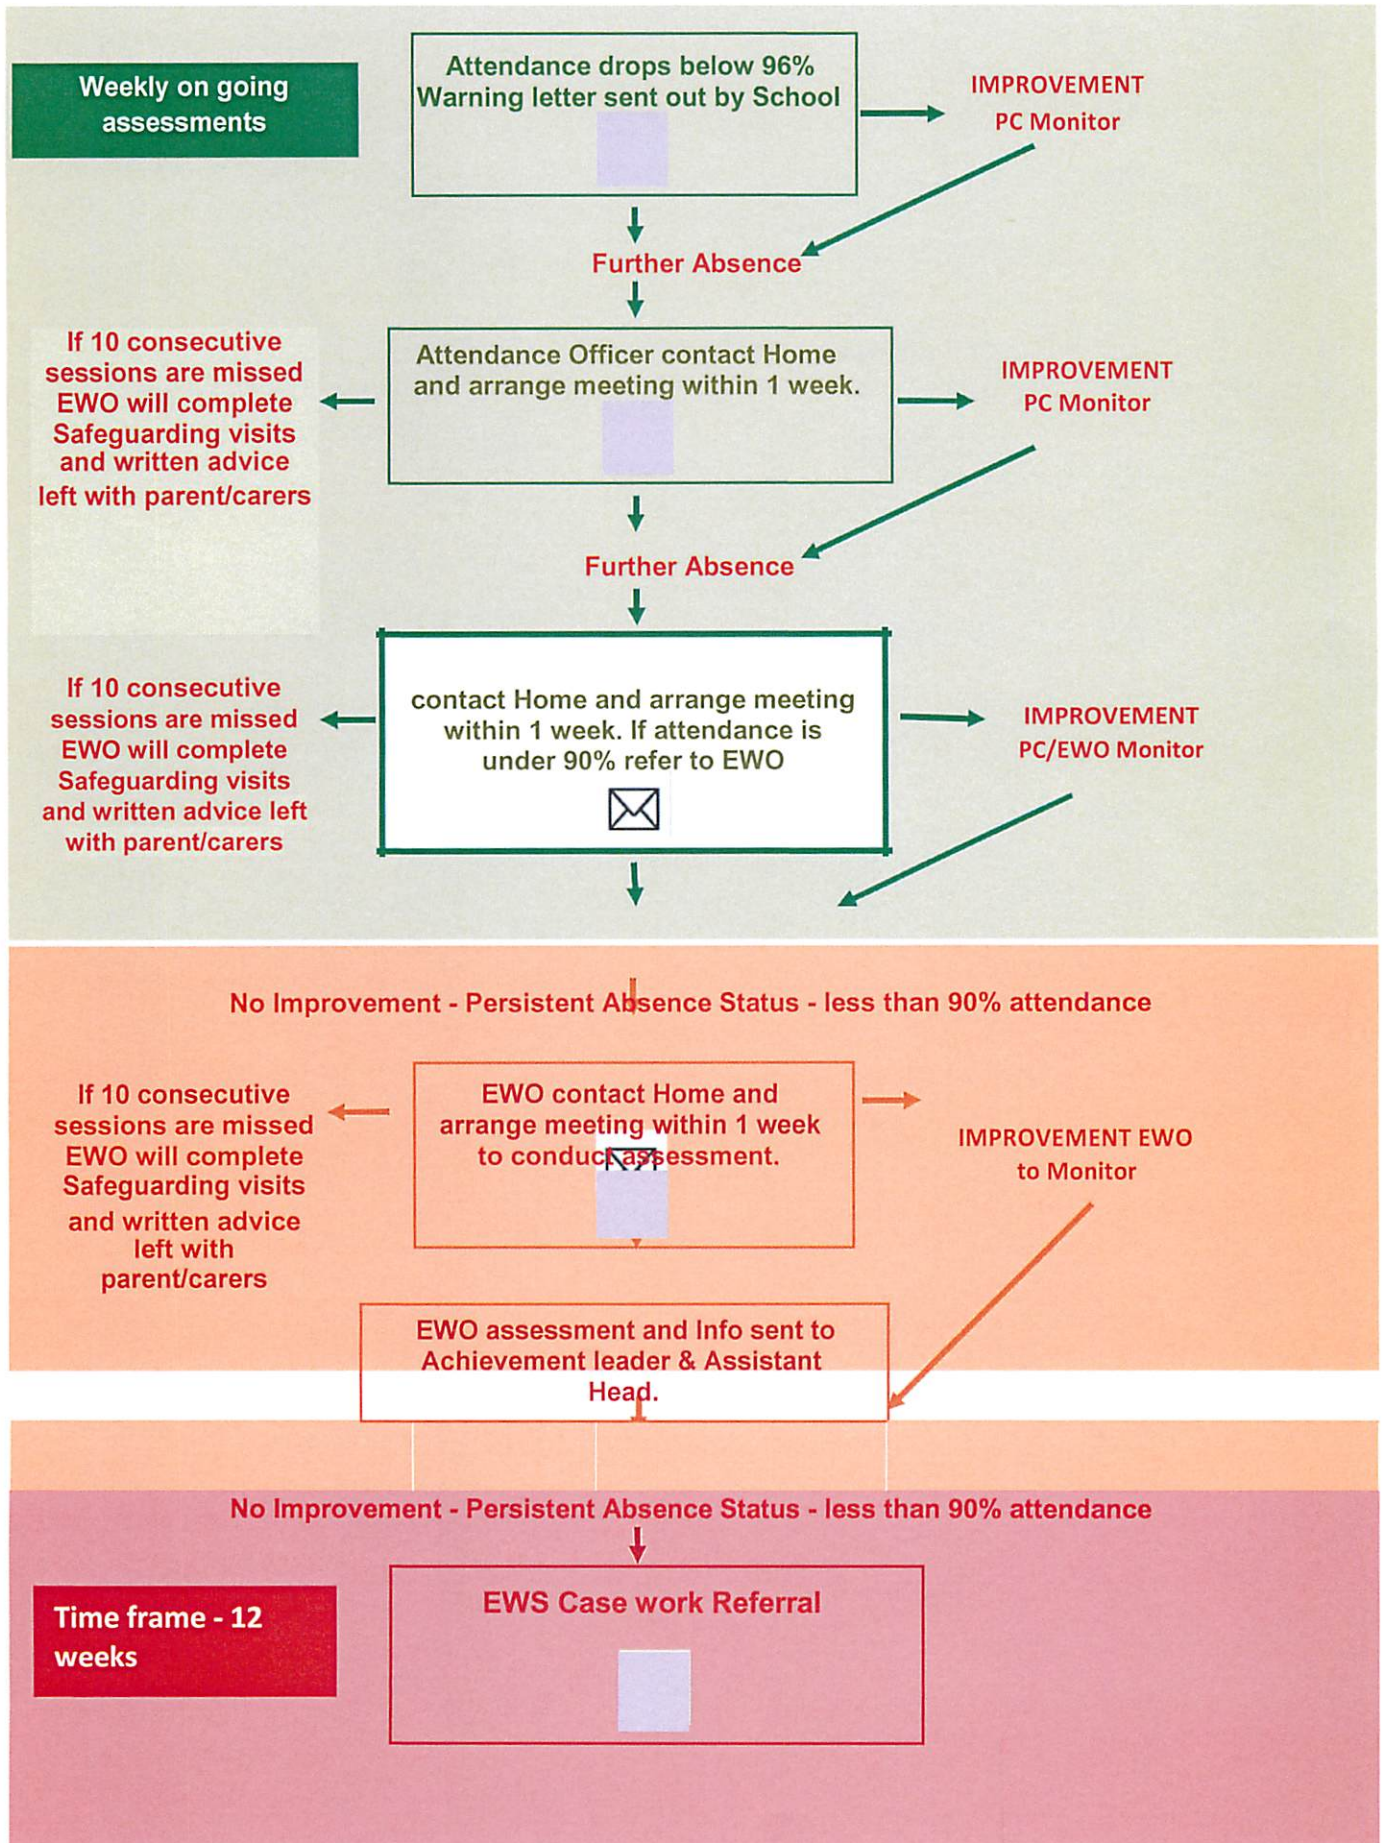 Weekly on going
assessments
Attendance drops below 96%
Warning letter sent out by School
IMPROVEMENT
PC Monitor
Further Absence
If 10 consecutive
sessions are missed
EWO will complete
Safeguarding visits
and written advice
left with parent/carers
Attendance Officer contact Home
and arrange meeting within 1 week.
IMPROVEMENT
PC Monitor
Further Absence
If 10 consecutive
sessions are missed
EWO will complete
Safeguarding visits
and written advice left
with parent/carers
contact Home and arrange meeting
within 1 week. If attendance is
under 90% refer to EWO
IMPROVEMENT
PC/EWO Monitor
No Improvement - Persistent Absence Status - less than 90% attendance
If 10 consecutive
sessions are missed
EWO will complete
Safeguarding visits
and written advice
left with
parent/carers
EWO contact Home and
arrange meeting within 1 week
to conduct assessment.
IMPROVEMENT EWO
to Monitor
EWO assessment and Info sent to
Achievement leader & Assistant
Head.
No Improvement - Persistent Absence Status - less than 90% attendance
Time frame - 12
weeks
EWS Case work Referral